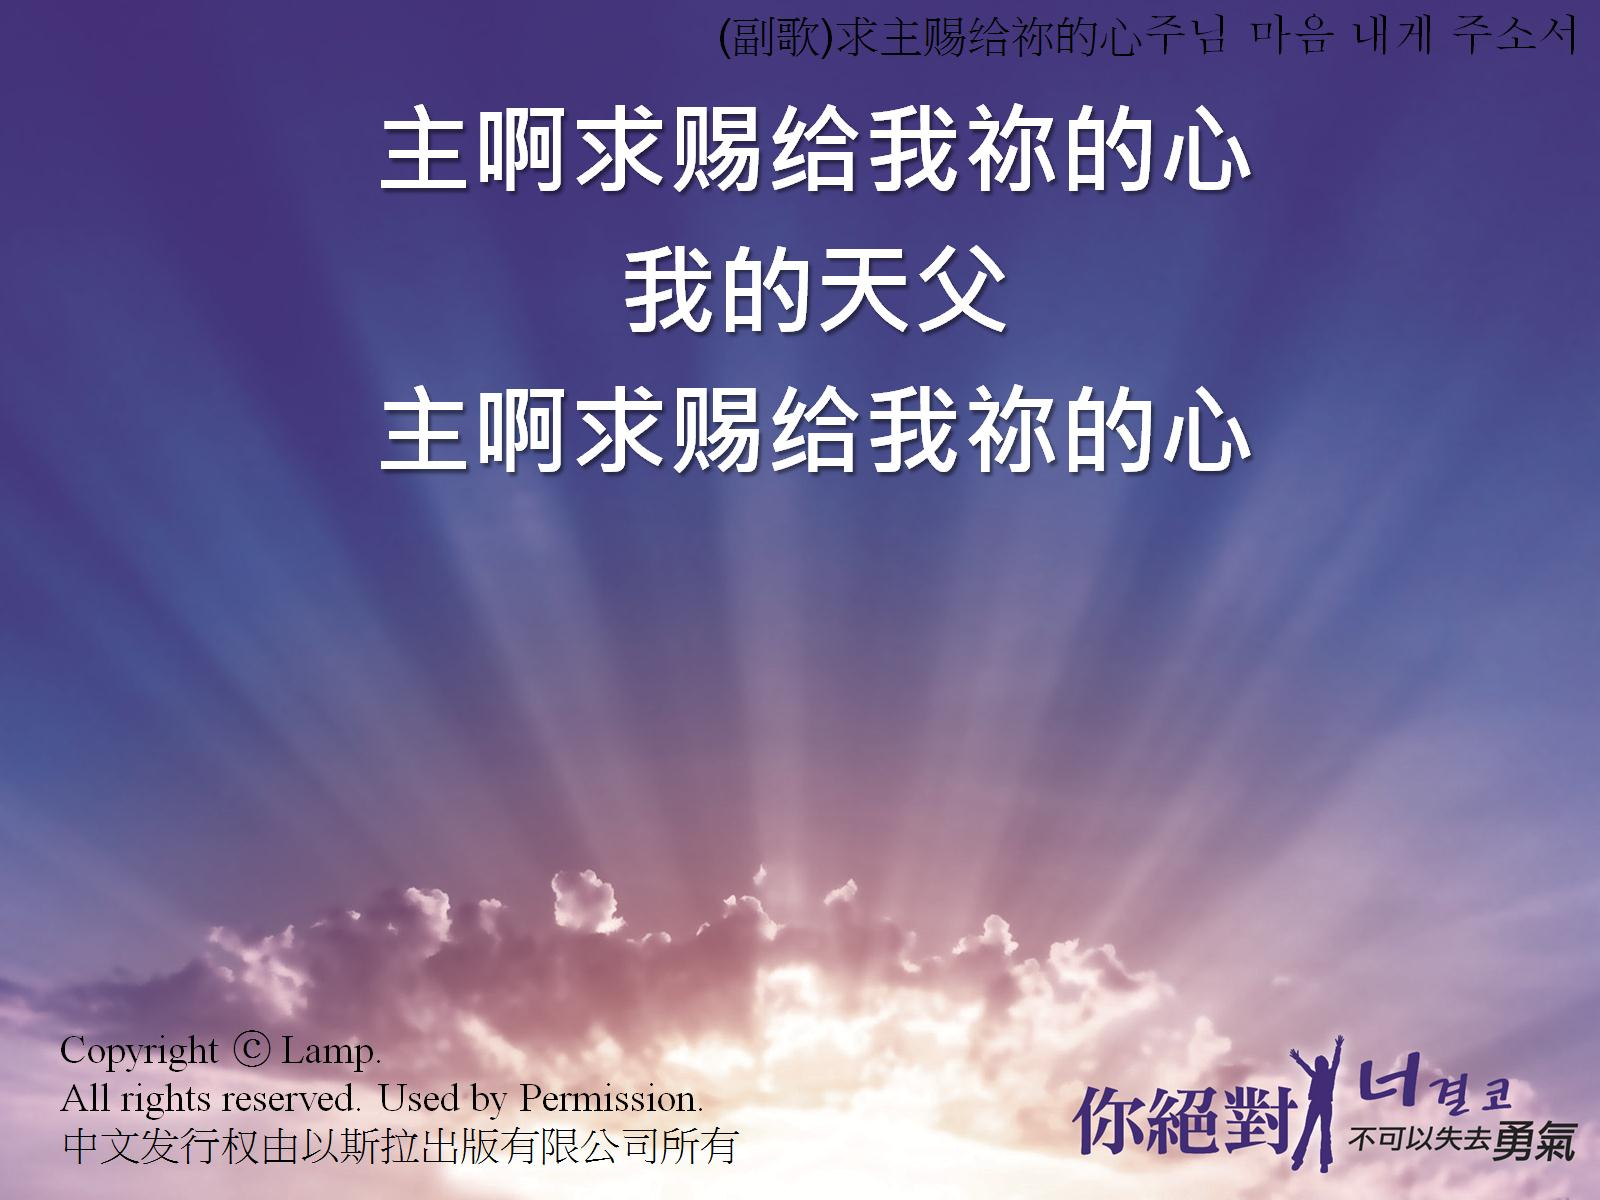 (副歌)求主赐给祢的心주님 마음 내게 주소서
主啊求赐给我祢的心
我的天父
主啊求赐给我祢的心
Copyright ⓒ Lamp.
All rights reserved. Used by Permission.
中文发行权由以斯拉出版有限公司所有
你絕對
너 결코
不可以失去勇氣